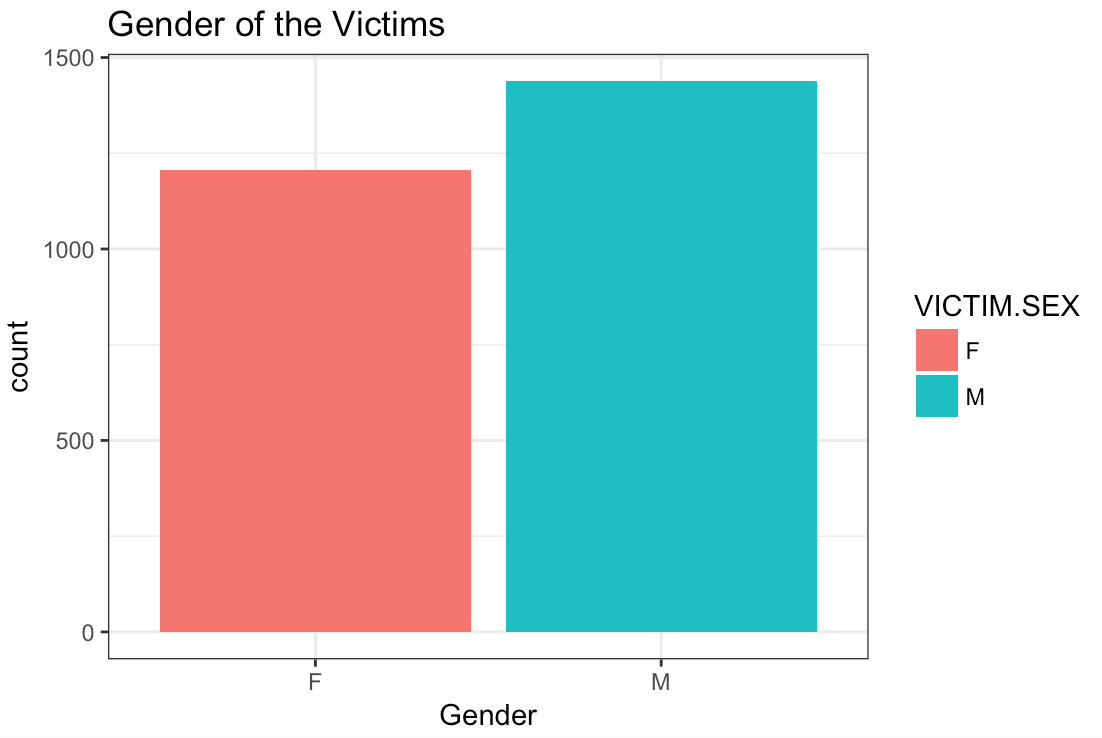 Gender of the Victims
1500
1000
500
0
count
F
M
Gender
VICTIM.SEX
F
M